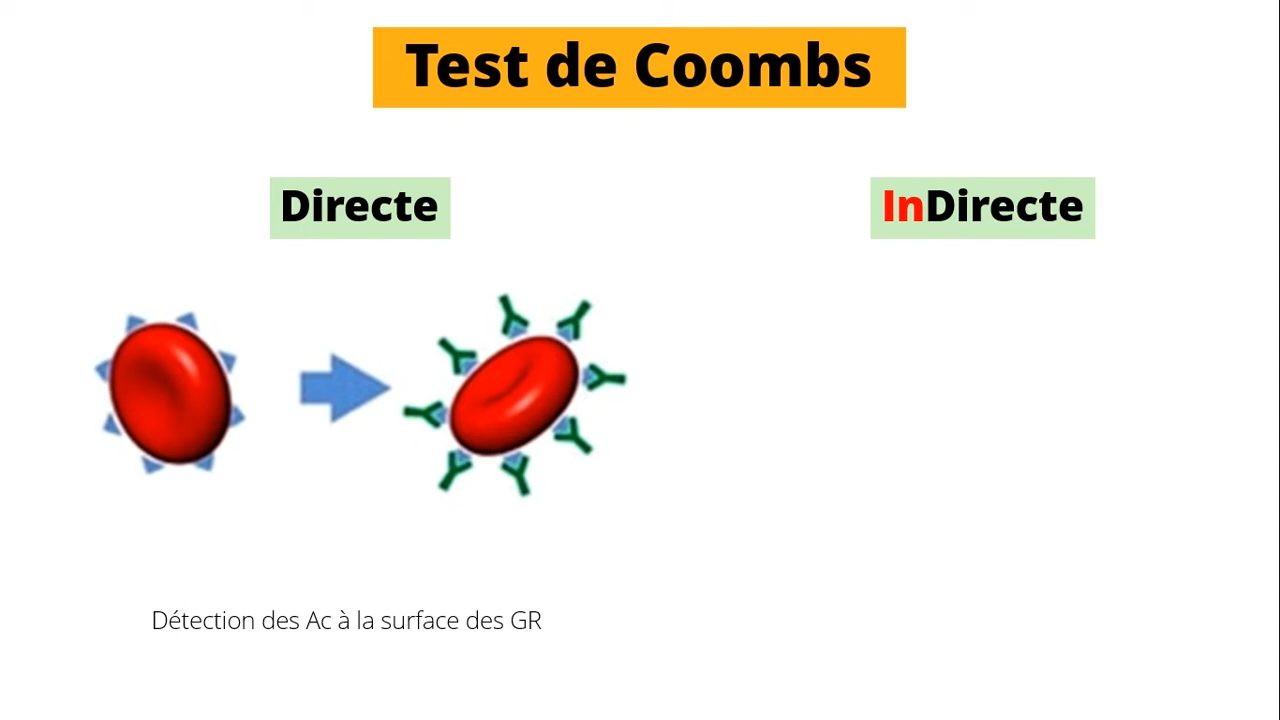 Test de Coombs
Directe
InDirecte
Détection des Ac à la surface des GR